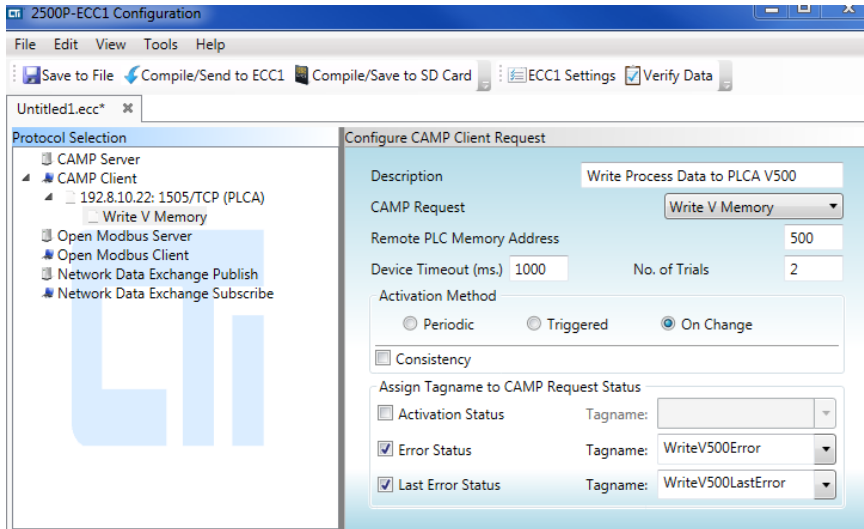 CTi 2500P-ECC1 Configuration
File Edit View Tools Help
Save to File Compile/Send to ECC1 Compile/Save to SD Card ECC1 Settings Verify Data
Untitled1.ecc*
Protocol Selection
CAMP Server
CAMP Client
192.8.10.22: 1505/TCP (PLCA)
Write V Memory
Open Modbus Server
Open Modbus Client
Network Data Exchange Publish
Network Data Exchange Subscribe
CTi
Configure CAMP Client Request
Description Write Process Data to PLCA V500
CAMP Request Write V Memory
Remote PLC Memory Address 500
Device Timeout (ms.) 1000 No. of Trials 2
Activation Method
Periodic Triggered On Change
Consistency
Assign Tagname to CAMP Request Status
Activation Status Tagname:
Error Status Tagname: WriteV500Error
Last Error Status Tagname: WriteV500LastError